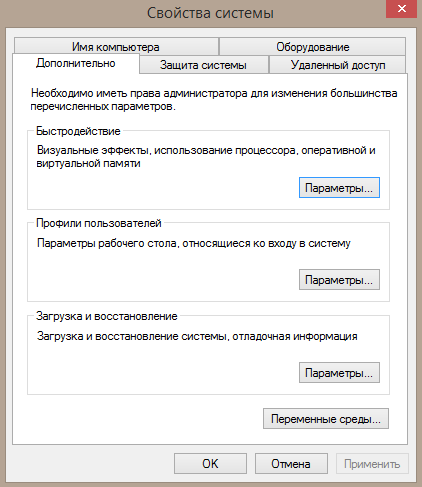 Свойства системы
Имя компьютера
Оборудование
Дополнительно
Защита системы
Удаленный доступ
Необходимо иметь права администратора для изменения большинства
перечисленных параметров.
Быстродействие
Визуальные эффекты, использование процессора, оперативной и
виртуальной памяти
Параметры...
Профили пользователей
Параметры рабочего стола, относящиеся ко входу в систему
Параметры...
Загрузка и восстановление
Загрузка и восстановление системы, отладочная информация
Параметры...
Переменные среды...
OK
Отмена
Применить